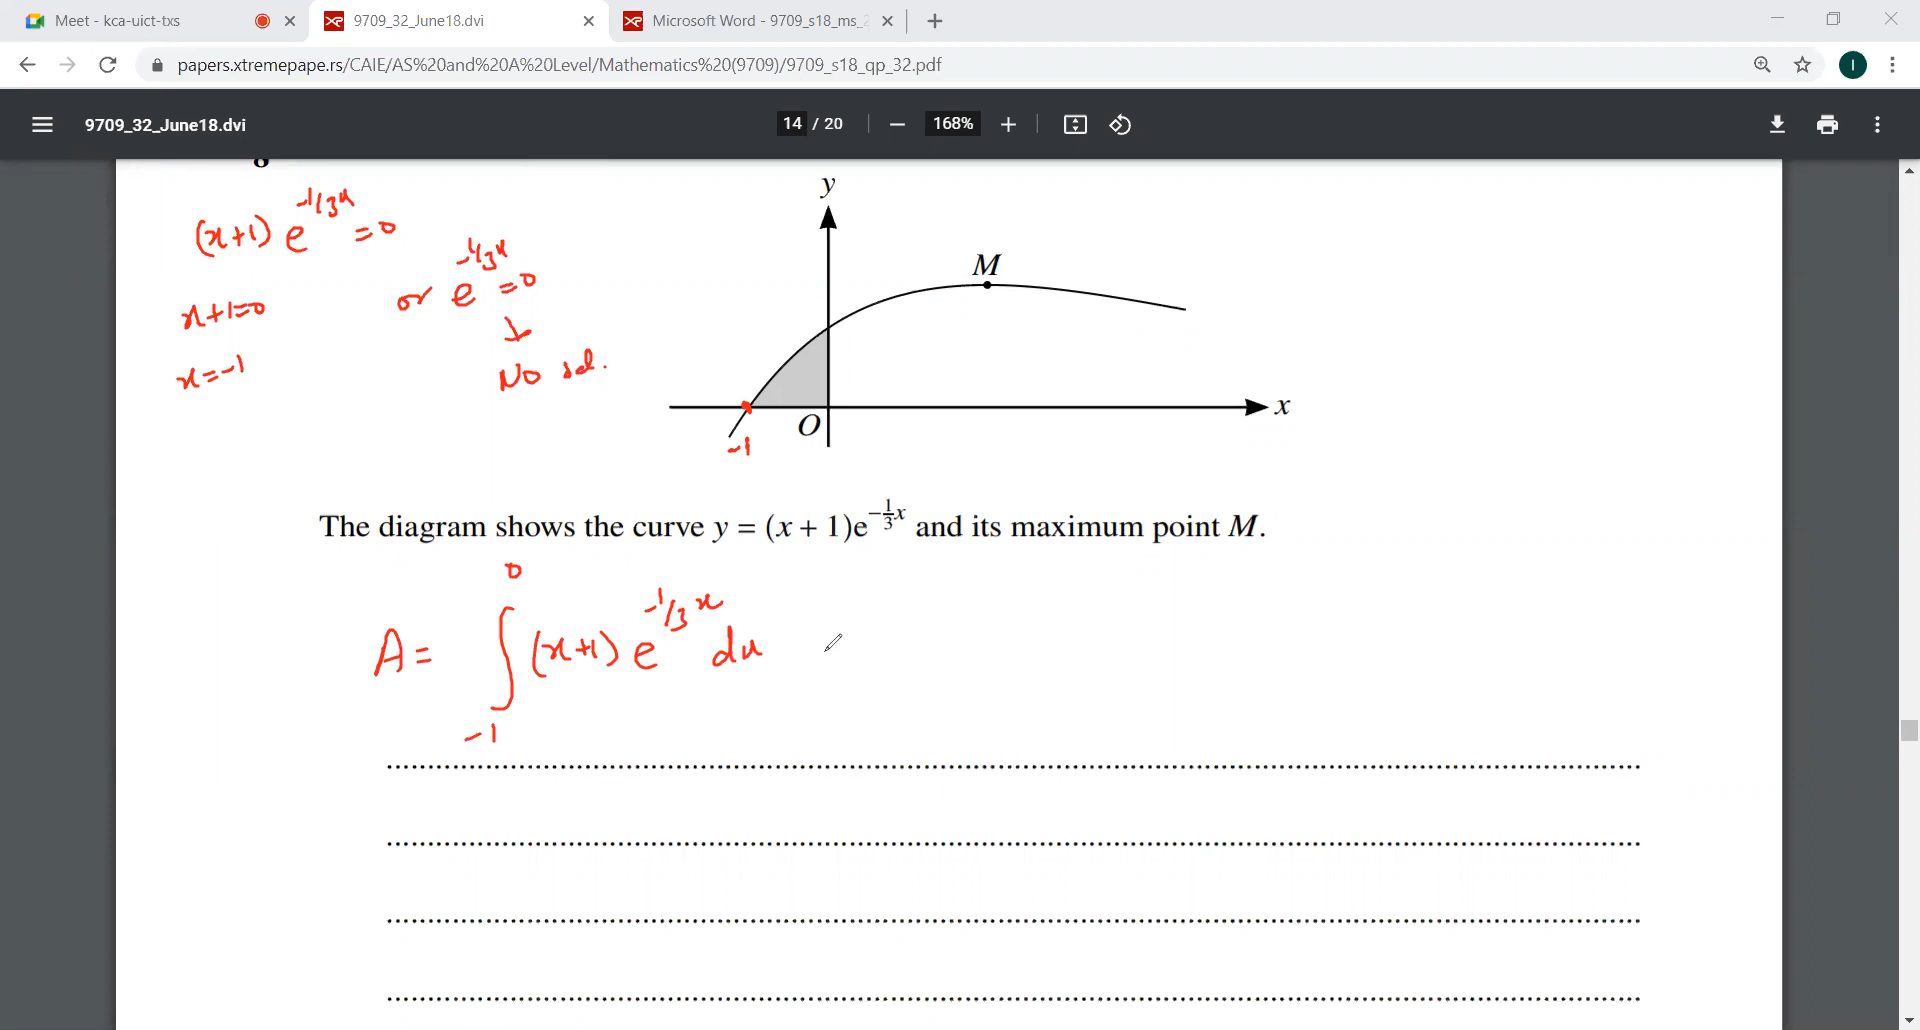 Meet - kca-uict-txs
9709_32_June18.dvi
Microsoft Word - 9709_s18_ms_
papers.xtremepape.rs/CAIE/AS%20and%20A%20Level/Mathematics%20(9709)/9709_s18_qp_32.pdf
I
9709_32_June18.dvi
14 / 20
168%
8
(x+1) e^{-1/3 x} = 0
x+1=0
or e^{-1/3 x} = 0
x=-1
No sol.
y
M
O
x
-1
The diagram shows the curve y = (x + 1)e^{-\frac{1}{3}x} and its maximum point M.
A = ∫_{-1}^{0} (x+1) e^{-1/3 x} dx